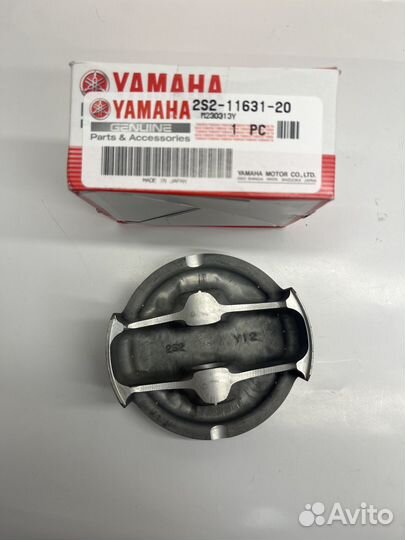 YAMAHA
YAMAHA 2S2-11631-20
M230313Y
GENUINE 1 PC
Parts & Accessories
MADE IN JAPAN
YAMAHA MOTOR CO., LTD.
2S2 Y12
Avito